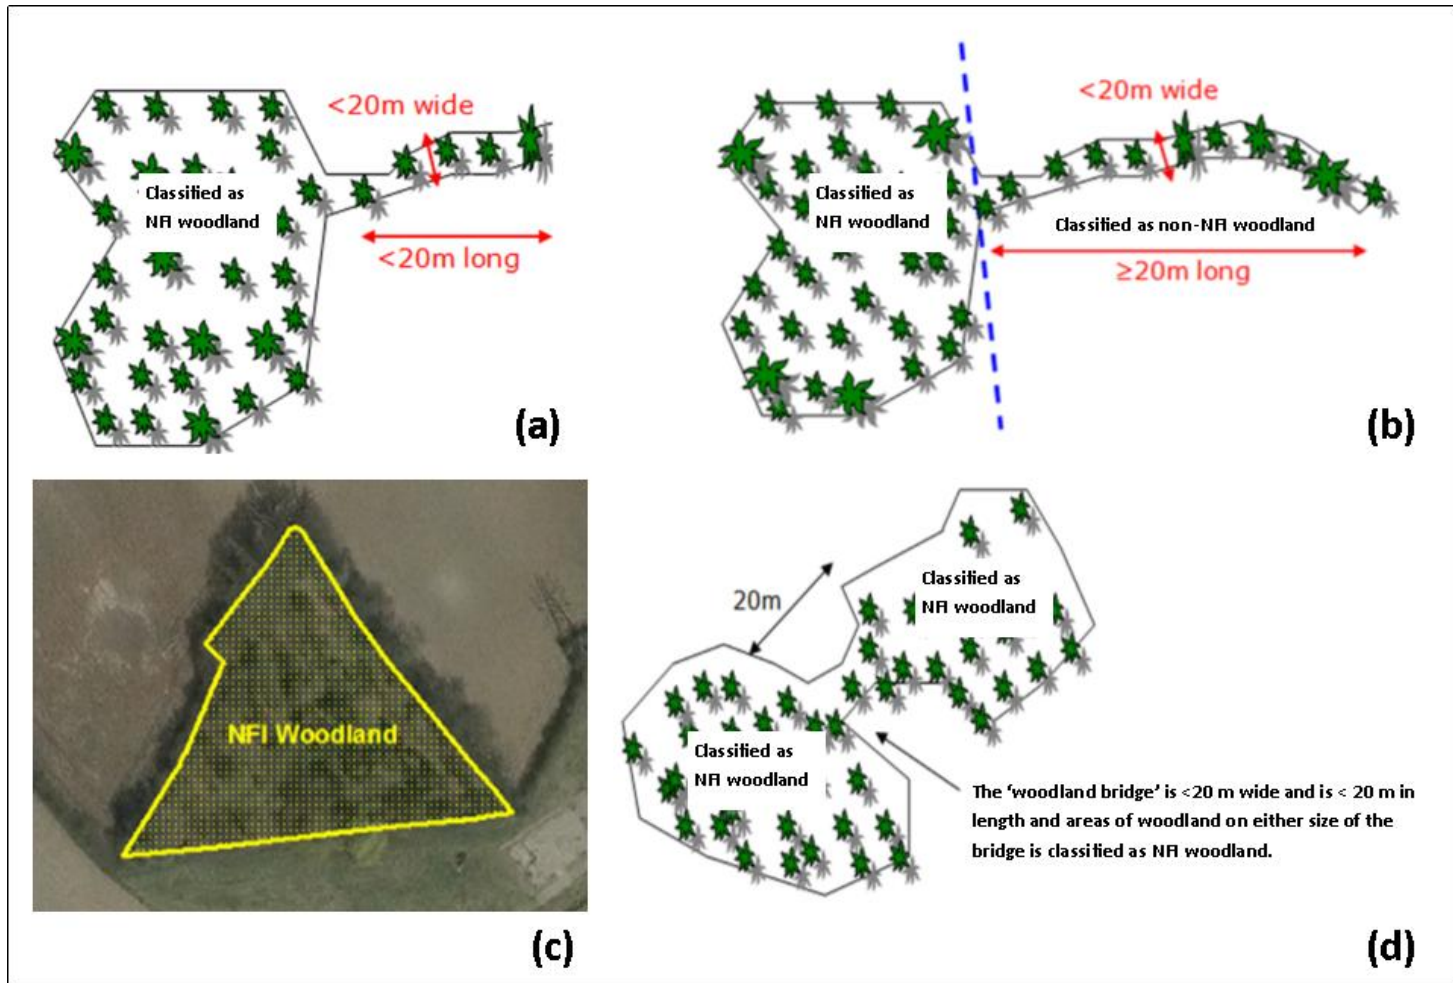 <20m wide
Classified as
NFI woodland
<20m long
(a)
<20m wide
Classified as
NFI woodland
Classified as non-NFI woodland
≥20m long
(b)
NFI Woodland
(c)
20m
Classified as
NFI woodland
Classified as
NFI woodland
The 'woodland bridge' is <20 m wide and is < 20 m in
length and areas of woodland on either size of the
bridge is classified as NFI woodland.
(d)